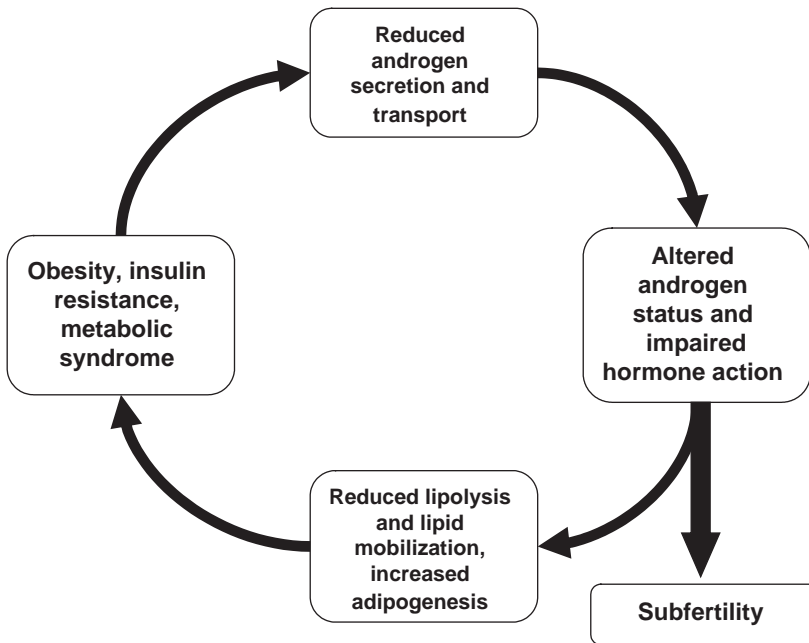 Reduced
androgen
secretion and
transport
Obesity, insulin
resistance,
metabolic
syndrome
Altered
androgen
status and
impaired
hormone action
Reduced lipolysis
and lipid
mobilization,
increased
adipogenesis
Subfertility